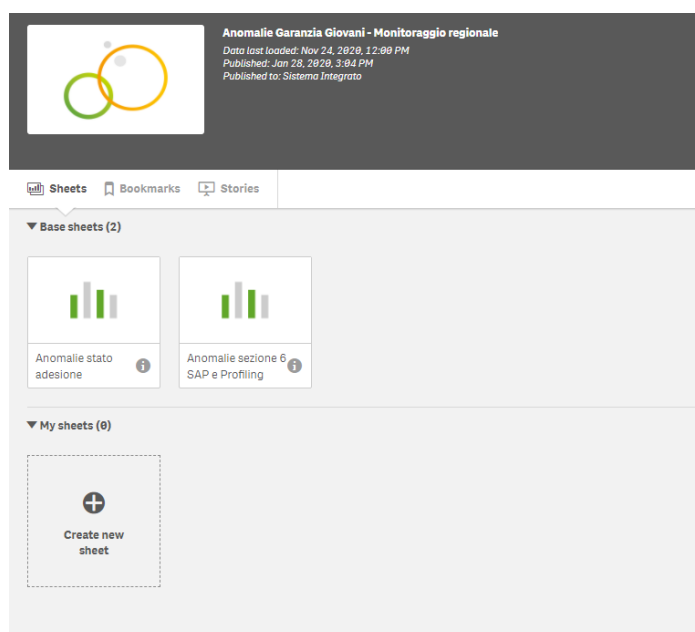 Anomalie Garanzia Giovani - Monitoraggio regionale
Data last loaded: Nov 24, 2020, 12:00 PM
Published: Jan 28, 2020, 3:04 PM
Published to: Sistema Integrato
Sheets Bookmarks Stories
Base sheets (2)
Anomalie stato
adesione
Anomalie sezione 6
SAP e Profiling
My sheets (0)
Create new
sheet